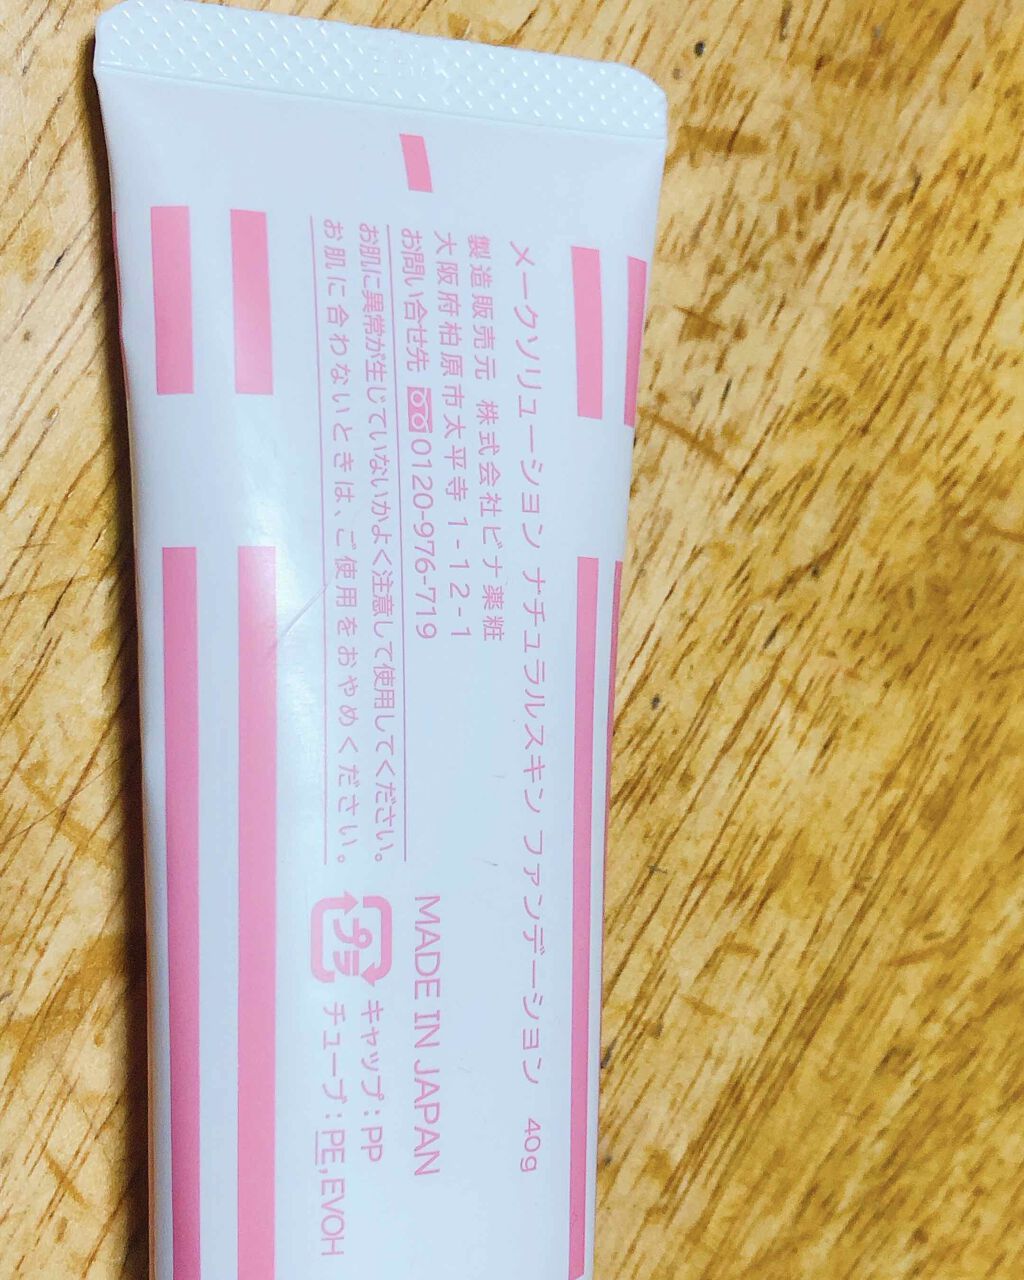 メークソリューション ナチュラルスキン ファンデーション 40g
製造販売元 株式会社ピナ薬粧
大阪府柏原市太平寺1-12-1
お問い合せ先 0120-976-719
お肌に異常が生じていないかよく注意して使用してください。
お肌に合わないときは、ご使用をおやめください。
MADE IN JAPAN
プラ
キャップ:PP
チューブ:PE,EVOH